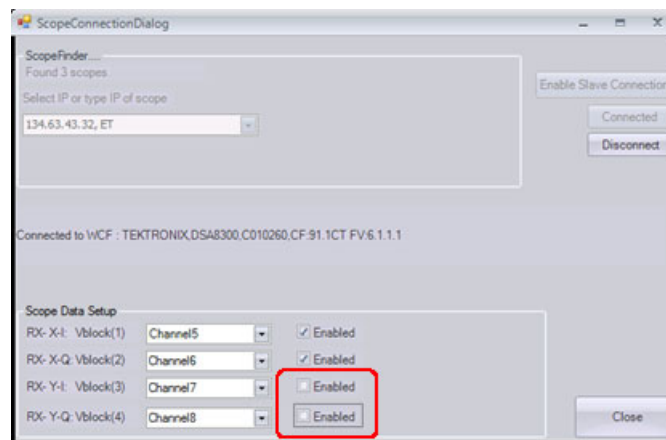 ScopeConnectionDialog
ScopeFinder....
Found 3 scopes
Select IP or type IP of scope
134.63.43.32, ET
Enable Slave Connection
Connected
Disconnect
Connected to WCF : TEKTRONIX,DSA8300,C010260,CF:91.1CT FV:6.1.1.1
Scope Data Setup
RX- X-I: Vblock(1) Channel5 Enabled
RX- X-Q: Vblock(2) Channel6 Enabled
RX- Y-I: Vblock(3) Channel7 Enabled
RX- Y-Q: Vblock(4) Channel8 Enabled
Close